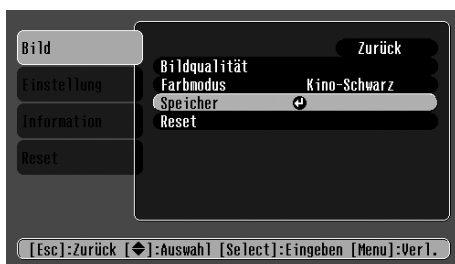 Bild
Einstellung
Information
Reset
Zurück
Bildqualität
Farbmodus Kino-Schwarz
Speicher
Reset
[Esc]:Zurück [◆]:Auswahl [Select]:Eingeben [Menu]:Verl.